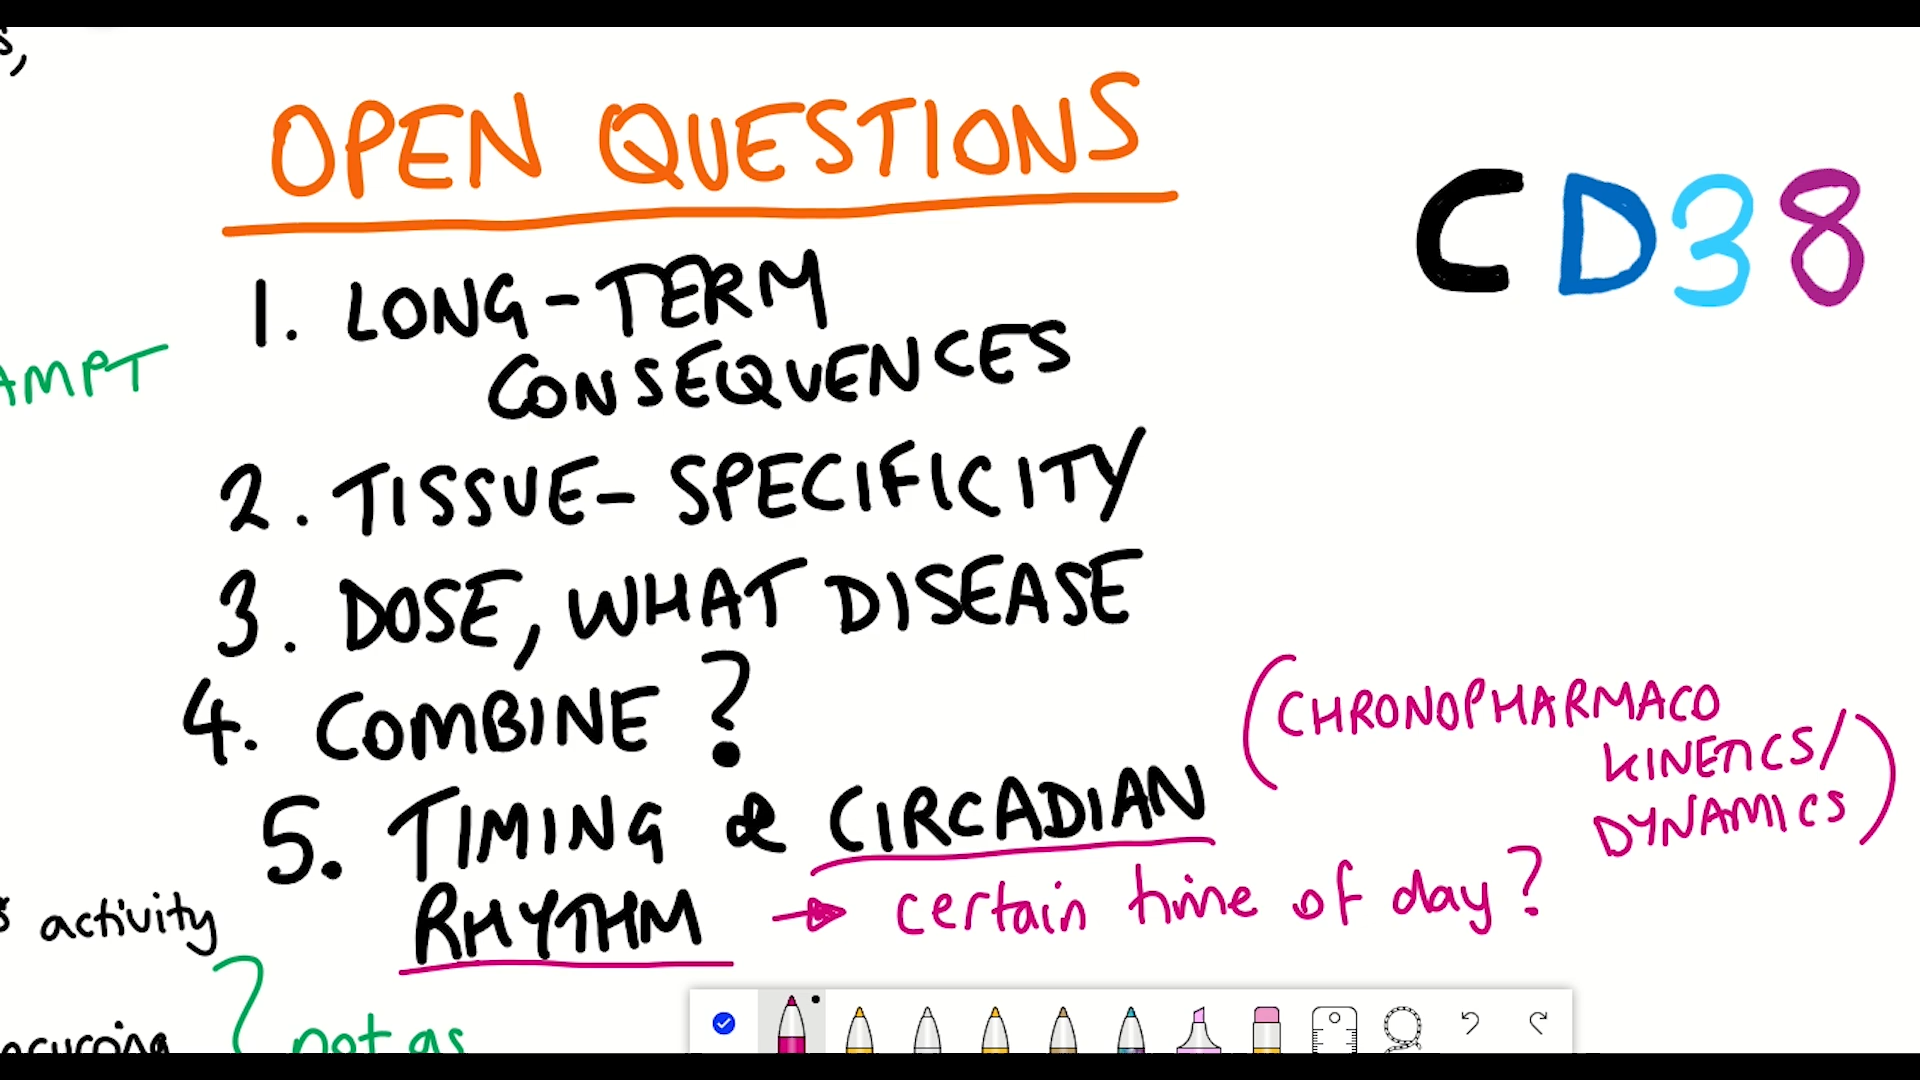 OPEN QUESTIONS
CD38
1. LONG-TERM
CONSEQUENCES
AMPT
2. TISSUE-SPECIFICITY
3. DOSE, WHAT DISEASE
4. COMBINE?
(CHRONOPHARMACO
KINETICS/
DYNAMICS)
5. TIMING & CIRCADIAN
RHYTHM → certain time of day?
activity
not as